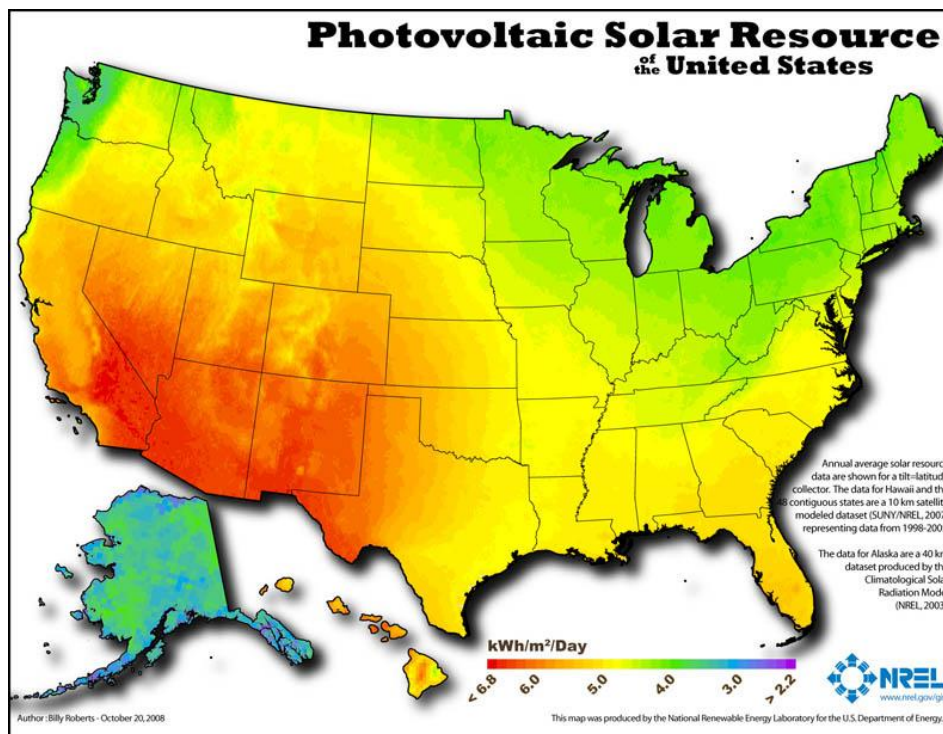 Photovoltaic Solar Resource
of the United States
Annual average solar resourc
data are shown for a tilt=latitud
collector. The data for Hawaii and th
48 contiguous states are a 10 km satellit
modeled dataset (SUNY/NREL, 2007
representing data from 1998-200
The data for Alaska are a 40 km
dataset produced by th
Climatological Sola
Radiation Mode
(NREL, 2003
kWh/m²/Day
< 6.8 6.0 5.0 4.0 3.0 > 2.2
NREL
www.nrel.gov/gi
Author : Billy Roberts - October 20, 2008
This map was produced by the National Renewable Energy Laboratory for the U.S. Department of Energy.